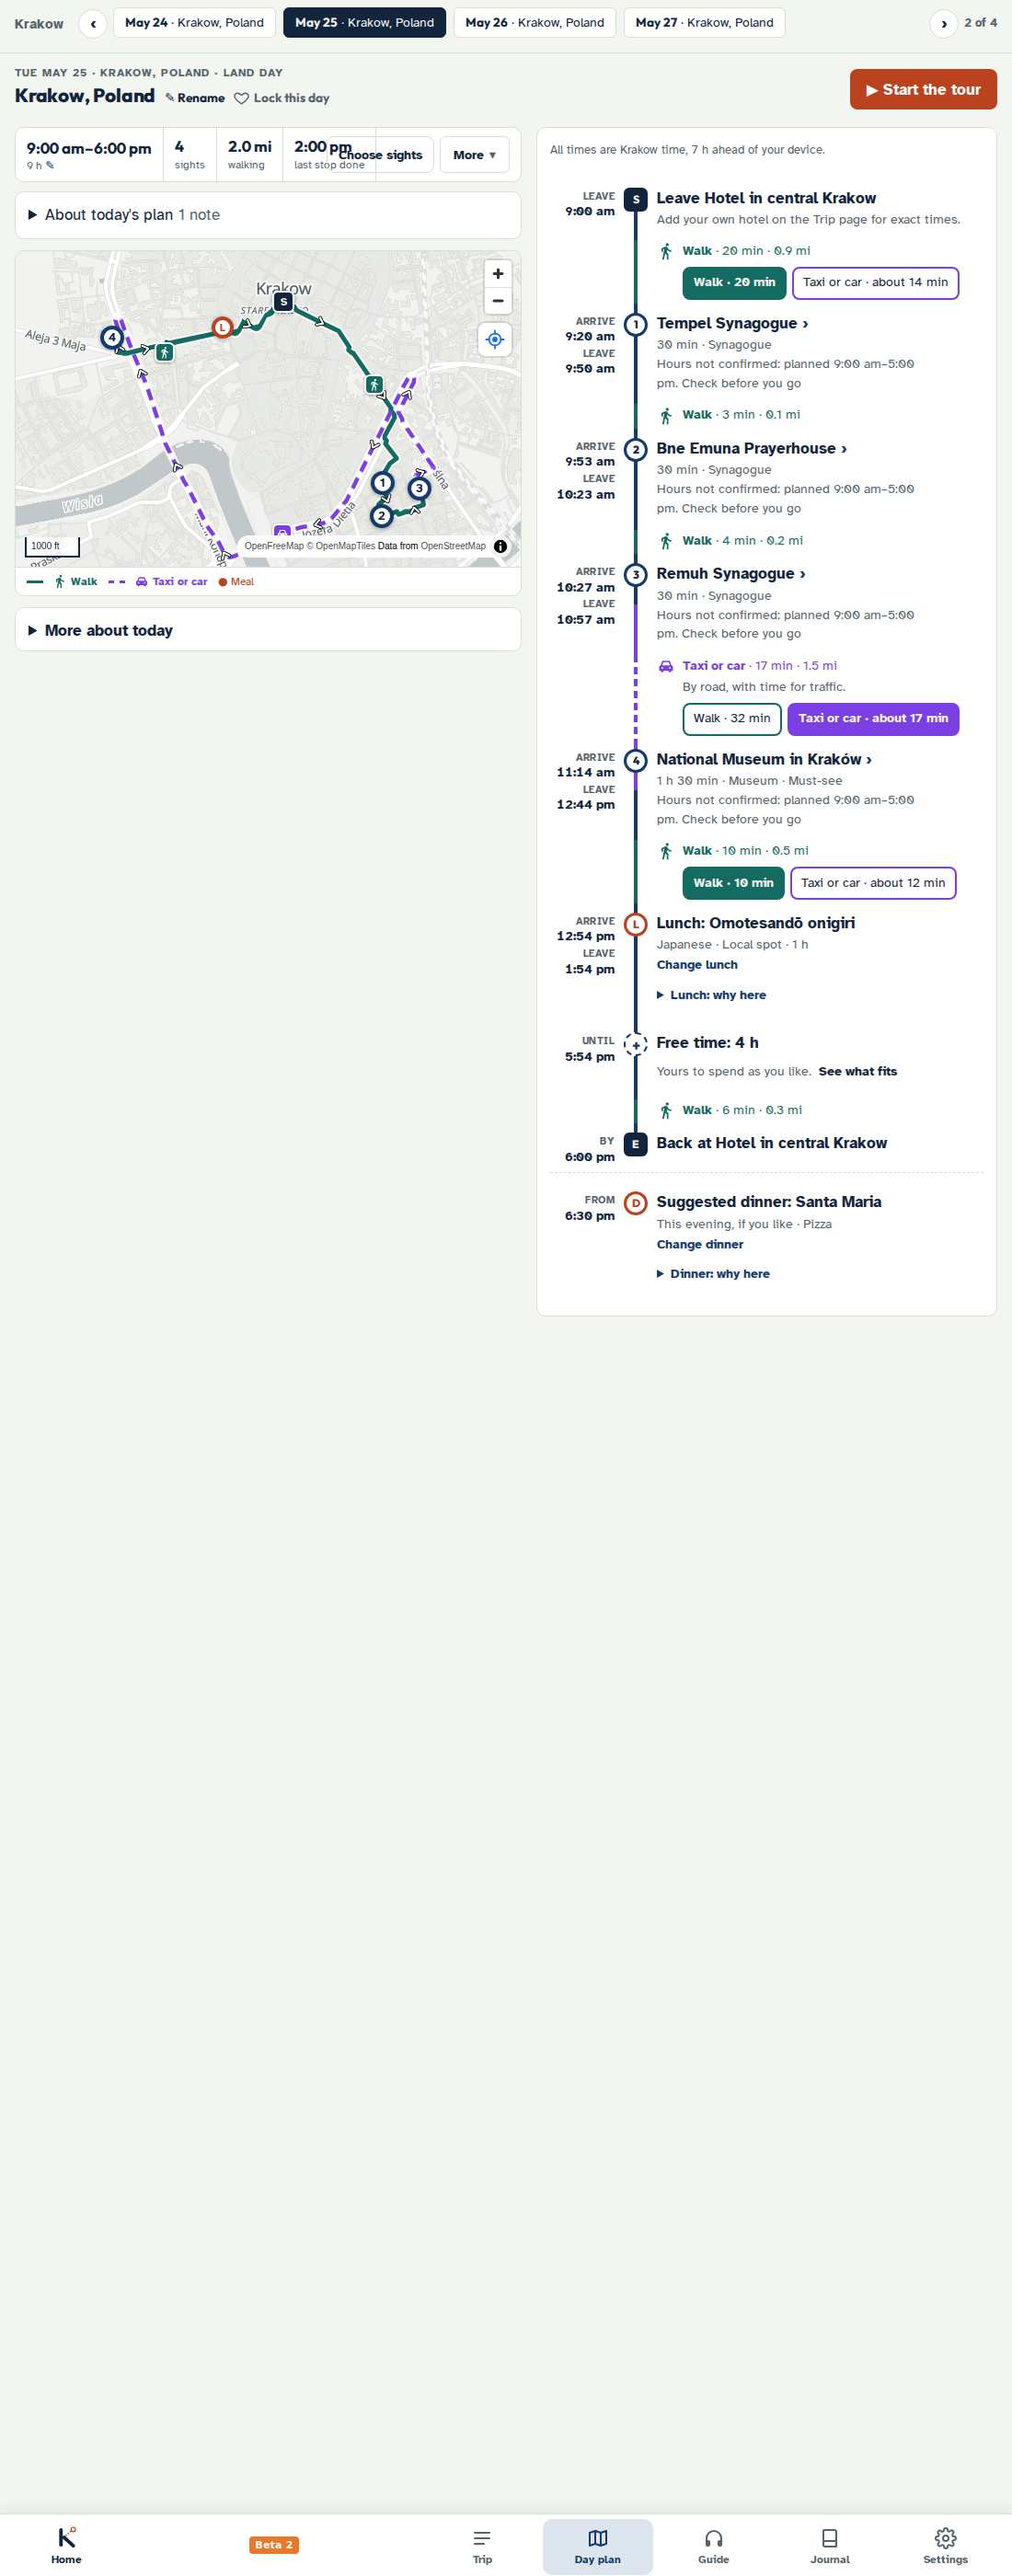 Krakow
‹
May 24 · Krakow, Poland
May 25 · Krakow, Poland
May 26 · Krakow, Poland
May 27 · Krakow, Poland
›
2 of 4
TUE MAY 25 · KRAKOW, POLAND · LAND DAY
Krakow, Poland ✎ Rename Lock this day
▶ Start the tour
9:00 am–6:00 pm
9 h ✎
4
sights
2.0 mi
walking
2:00 pm
last stop done
Choose sights
More ▾
▶ About today's plan 1 note
Krakow
Aleja 3 Maja
Wisła
1000 ft
OpenFreeMap © OpenMapTiles Data from OpenStreetMap
S
L
4
1
2
3
+
−
Walk
Taxi or car
Meal
▶ More about today
All times are Krakow time, 7 h ahead of your device.
LEAVE
9:00 am
S
Leave Hotel in central Krakow
Add your own hotel on the Trip page for exact times.
Walk · 20 min · 0.9 mi
Walk · 20 min
Taxi or car · about 14 min
ARRIVE
9:20 am
LEAVE
9:50 am
1
Tempel Synagogue ›
30 min · Synagogue
Hours not confirmed: planned 9:00 am–5:00
pm. Check before you go
Walk · 3 min · 0.1 mi
ARRIVE
9:53 am
LEAVE
10:23 am
2
Bne Emuna Prayerhouse ›
30 min · Synagogue
Hours not confirmed: planned 9:00 am–5:00
pm. Check before you go
Walk · 4 min · 0.2 mi
ARRIVE
10:27 am
LEAVE
10:57 am
3
Remuh Synagogue ›
30 min · Synagogue
Hours not confirmed: planned 9:00 am–5:00
pm. Check before you go
Taxi or car · 17 min · 1.5 mi
By road, with time for traffic.
Walk · 32 min
Taxi or car · about 17 min
ARRIVE
11:14 am
LEAVE
12:44 pm
4
National Museum in Kraków ›
1 h 30 min · Museum · Must-see
Hours not confirmed: planned 9:00 am–5:00
pm. Check before you go
Walk · 10 min · 0.5 mi
Walk · 10 min
Taxi or car · about 12 min
ARRIVE
12:54 pm
LEAVE
1:54 pm
L
Lunch: Omotesandō onigiri
Japanese · Local spot · 1 h
Change lunch
▶ Lunch: why here
UNTIL
5:54 pm
+
Free time: 4 h
Yours to spend as you like. See what fits
Walk · 6 min · 0.3 mi
BY
6:00 pm
E
Back at Hotel in central Krakow
FROM
6:30 pm
D
Suggested dinner: Santa Maria
This evening, if you like · Pizza
Change dinner
▶ Dinner: why here
Home
Beta 2
Trip
Day plan
Guide
Journal
Settings